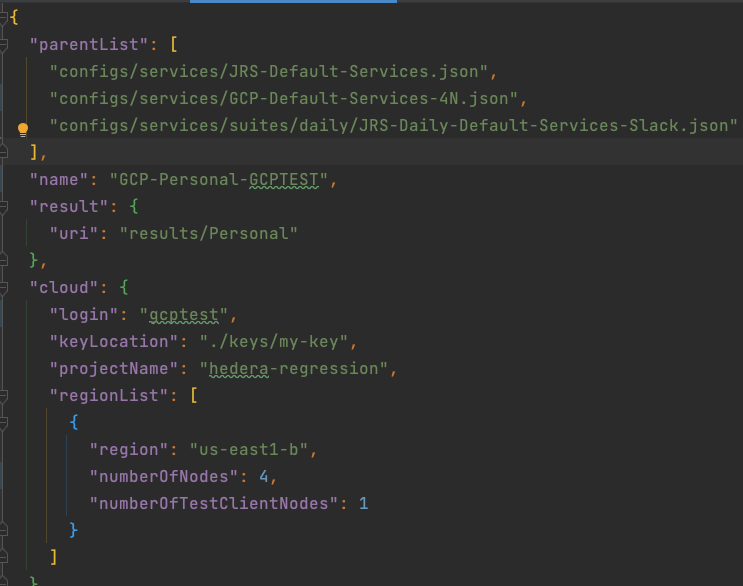 {
"parentList": [
"configs/services/JRS-Default-Services.json",
"configs/services/GCP-Default-Services-4N.json",
"configs/services/suites/daily/JRS-Daily-Default-Services-Slack.json"
],
"name": "GCP-Personal-GCPTEST",
"result": {
"uri": "results/Personal"
},
"cloud": {
"login": "gcptest",
"keyLocation": "./keys/my-key",
"projectName": "hedera-regression",
"regionList": [
{
"region": "us-east1-b",
"numberOfNodes": 4,
"numberOfTestClientNodes": 1
}
]
}